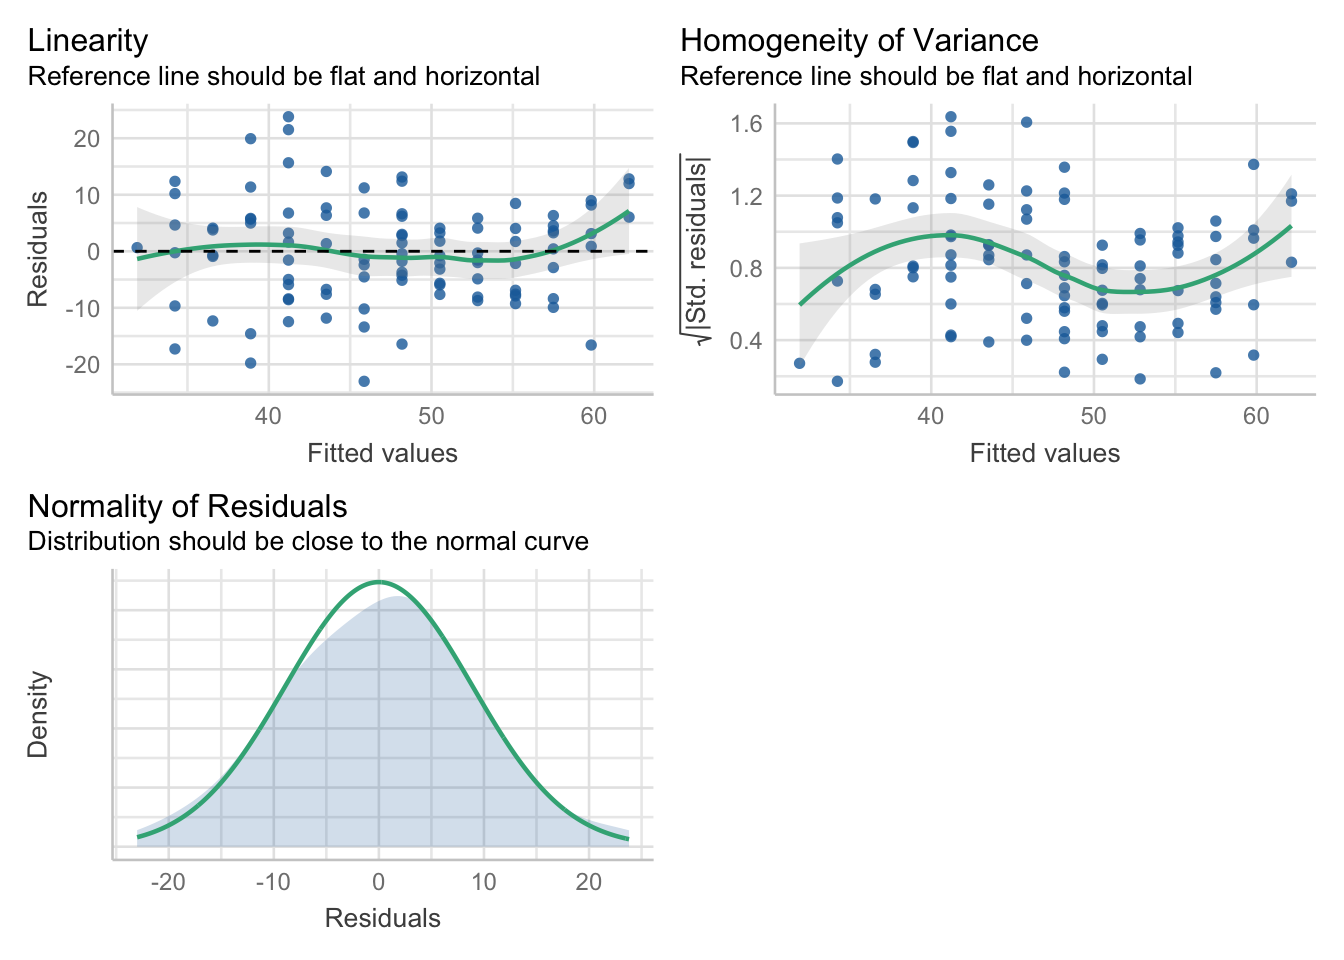 Linearity
Reference line should be flat and horizontal
20
10
0
-10
-20
Residuals
40
50
60
Fitted values
Homogeneity of Variance
Reference line should be flat and horizontal
1.6
1.2
0.8
0.4
√|Std. residuals|
40
50
60
Fitted values
Normality of Residuals
Distribution should be close to the normal curve
Density
-20
-10
0
10
20
Residuals